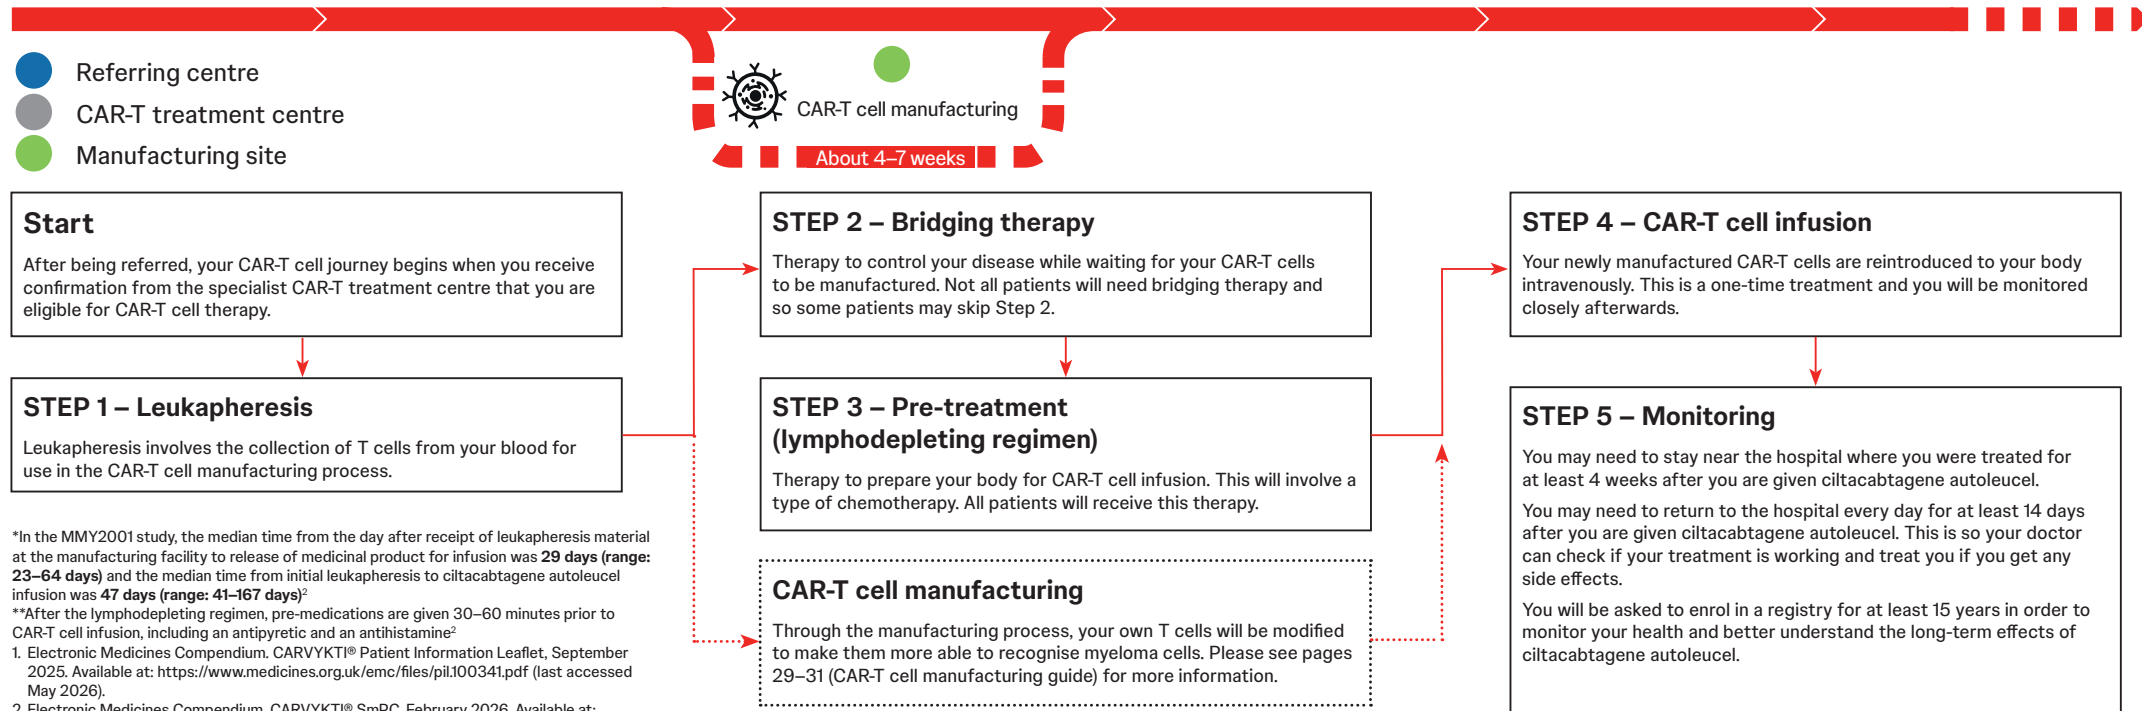 Referring centre
CAR-T treatment centre
Manufacturing site
CAR-T cell manufacturing
About 4–7 weeks
Start
After being referred, your CAR-T cell journey begins when you receive
confirmation from the specialist CAR-T treatment centre that you are
eligible for CAR-T cell therapy.
STEP 1 – Leukapheresis
Leukapheresis involves the collection of T cells from your blood for
use in the CAR-T cell manufacturing process.
*In the MMY2001 study, the median time from the day after receipt of leukapheresis material
at the manufacturing facility to release of medicinal product for infusion was 29 days (range:
23–64 days) and the median time from initial leukapheresis to ciltacabtagene autoleucel
infusion was 47 days (range: 41–167 days)2
**After the lymphodepleting regimen, pre-medications are given 30–60 minutes prior to
CAR-T cell infusion, including an antipyretic and an antihistamine2
1. Electronic Medicines Compendium. CARVYKTI® Patient Information Leaflet, September
2025. Available at: https://www.medicines.org.uk/emc/files/pil.100341.pdf (last accessed
May 2026).
2. Electronic Medicines Compendium. CARVYKTI® SmPC, February 2026. Available at:
STEP 2 – Bridging therapy
Therapy to control your disease while waiting for your CAR-T cells
to be manufactured. Not all patients will need bridging therapy and
so some patients may skip Step 2.
STEP 3 – Pre-treatment
(lymphodepleting regimen)
Therapy to prepare your body for CAR-T cell infusion. This will involve a
type of chemotherapy. All patients will receive this therapy.
CAR-T cell manufacturing
Through the manufacturing process, your own T cells will be modified
to make them more able to recognise myeloma cells. Please see pages
29–31 (CAR-T cell manufacturing guide) for more information.
STEP 4 – CAR-T cell infusion
Your newly manufactured CAR-T cells are reintroduced to your body
intravenously. This is a one-time treatment and you will be monitored
closely afterwards.
STEP 5 – Monitoring
You may need to stay near the hospital where you were treated for
at least 4 weeks after you are given ciltacabtagene autoleucel.
You may need to return to the hospital every day for at least 14 days
after you are given ciltacabtagene autoleucel. This is so your doctor
can check if your treatment is working and treat you if you get any
side effects.
You will be asked to enrol in a registry for at least 15 years in order to
monitor your health and better understand the long-term effects of
ciltacabtagene autoleucel.